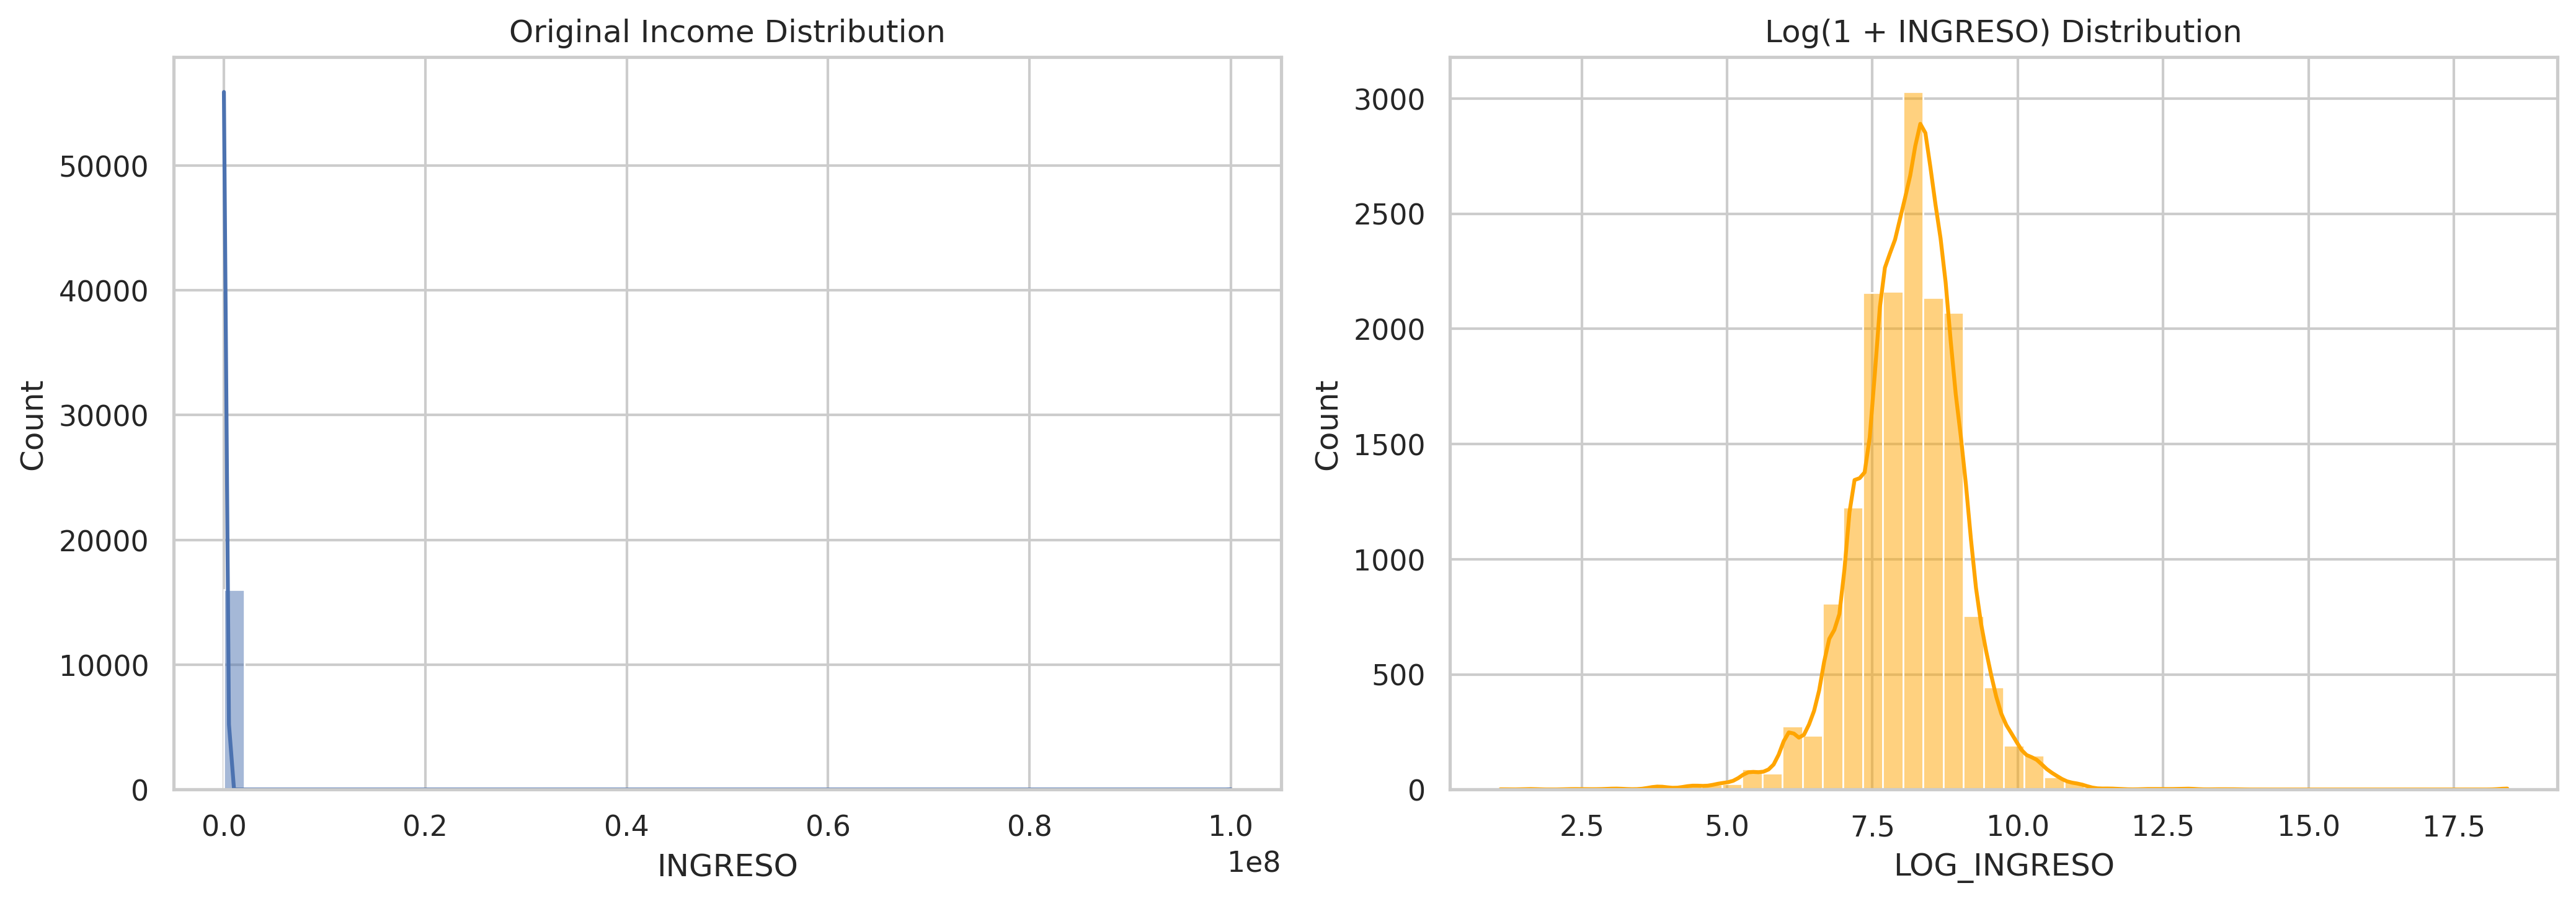 Original Income Distribution
50000
40000
30000
20000
10000
0
Count
0.0 0.2 0.4 0.6 0.8 1.0
1e8
INGRESO
Log(1 + INGRESO) Distribution
3000
2500
2000
1500
1000
500
0
Count
2.5 5.0 7.5 10.0 12.5 15.0 17.5
LOG_INGRESO